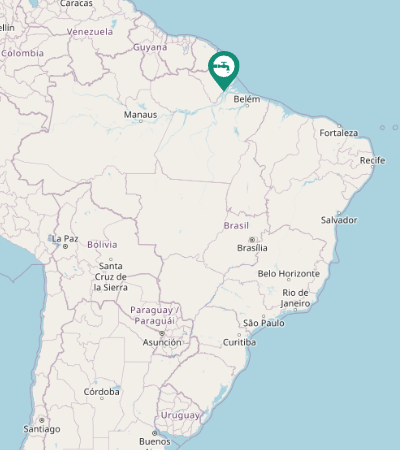 Caracas
Venezuela
Guyana
Colombia
Belém
Manaus
Fortaleza
Recife
Salvador
Brasil
La Paz
Bolivia
Brasília
Santa
Cruz de
la Sierra
Belo Horizonte
Rio de
Janeiro
Paraguay /
Paraguái
São Paulo
Asunción
Curitiba
Córdoba
Uruguay
Santiago
Buenos